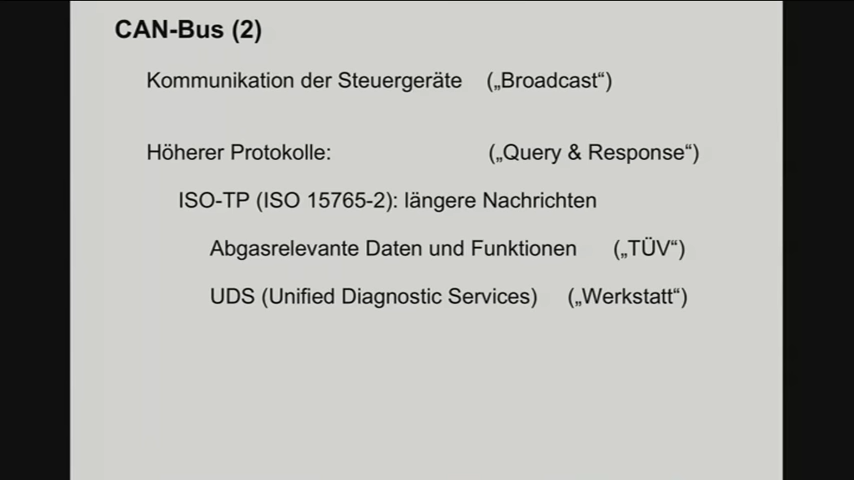 CAN-Bus (2)
Kommunikation der Steuergeräte („Broadcast“)
Höherer Protokolle: („Query & Response“)
ISO-TP (ISO 15765-2): längere Nachrichten
Abgasrelevante Daten und Funktionen („TÜV“)
UDS (Unified Diagnostic Services) („Werkstatt“)